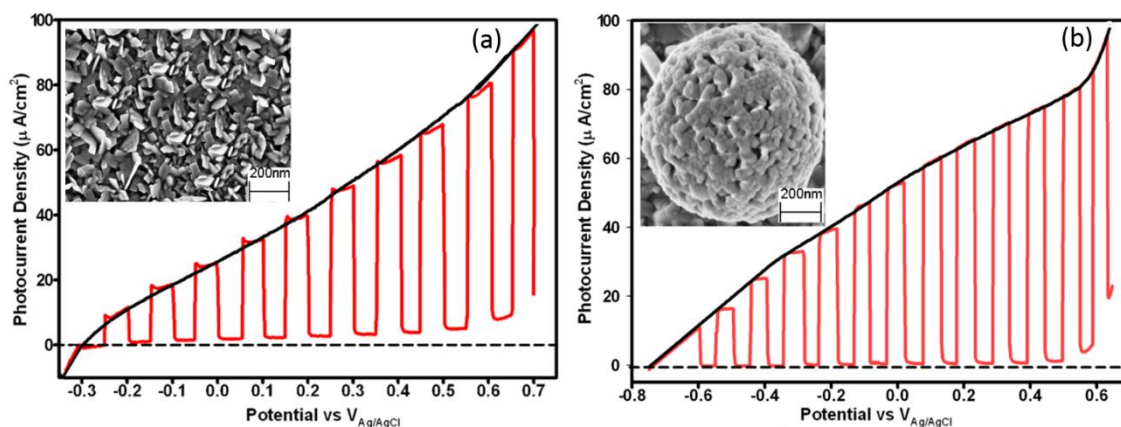 (a)
200nm
Photocurrent Density (μ A/cm²)
100
80
60
40
20
0
-0.3 -0.2 -0.1 0.0 0.1 0.2 0.3 0.4 0.5 0.6 0.7
Potential vs V Ag/AgCl
(b)
200nm
Photocurrent Density (μ A/cm²)
100
80
60
40
20
0
-0.8 -0.6 -0.4 -0.2 0.0 0.2 0.4 0.6
Potential vs V Ag/AgCl